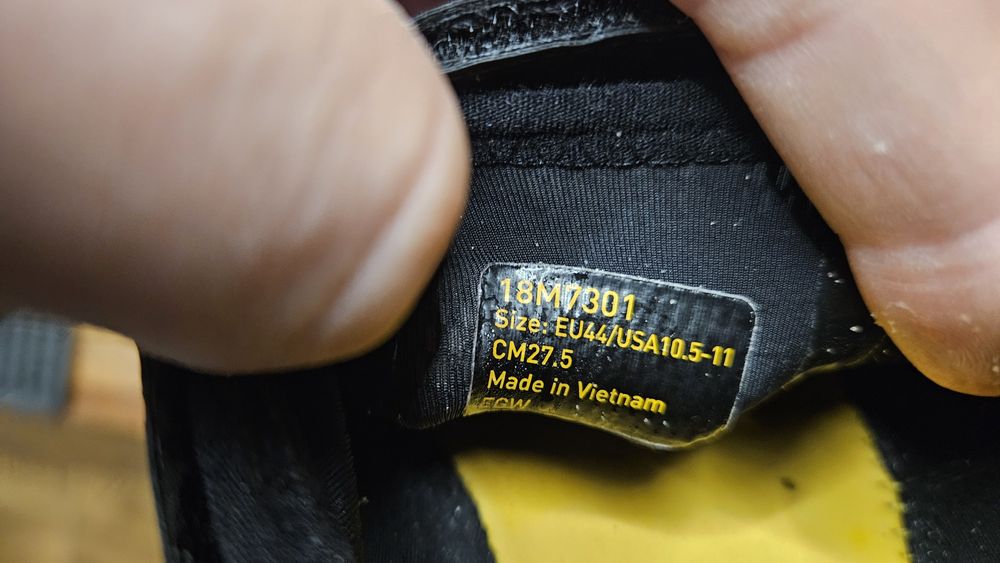 18M7301
Size: EU44/USA10.5-11
CM27.5
Made in Vietnam